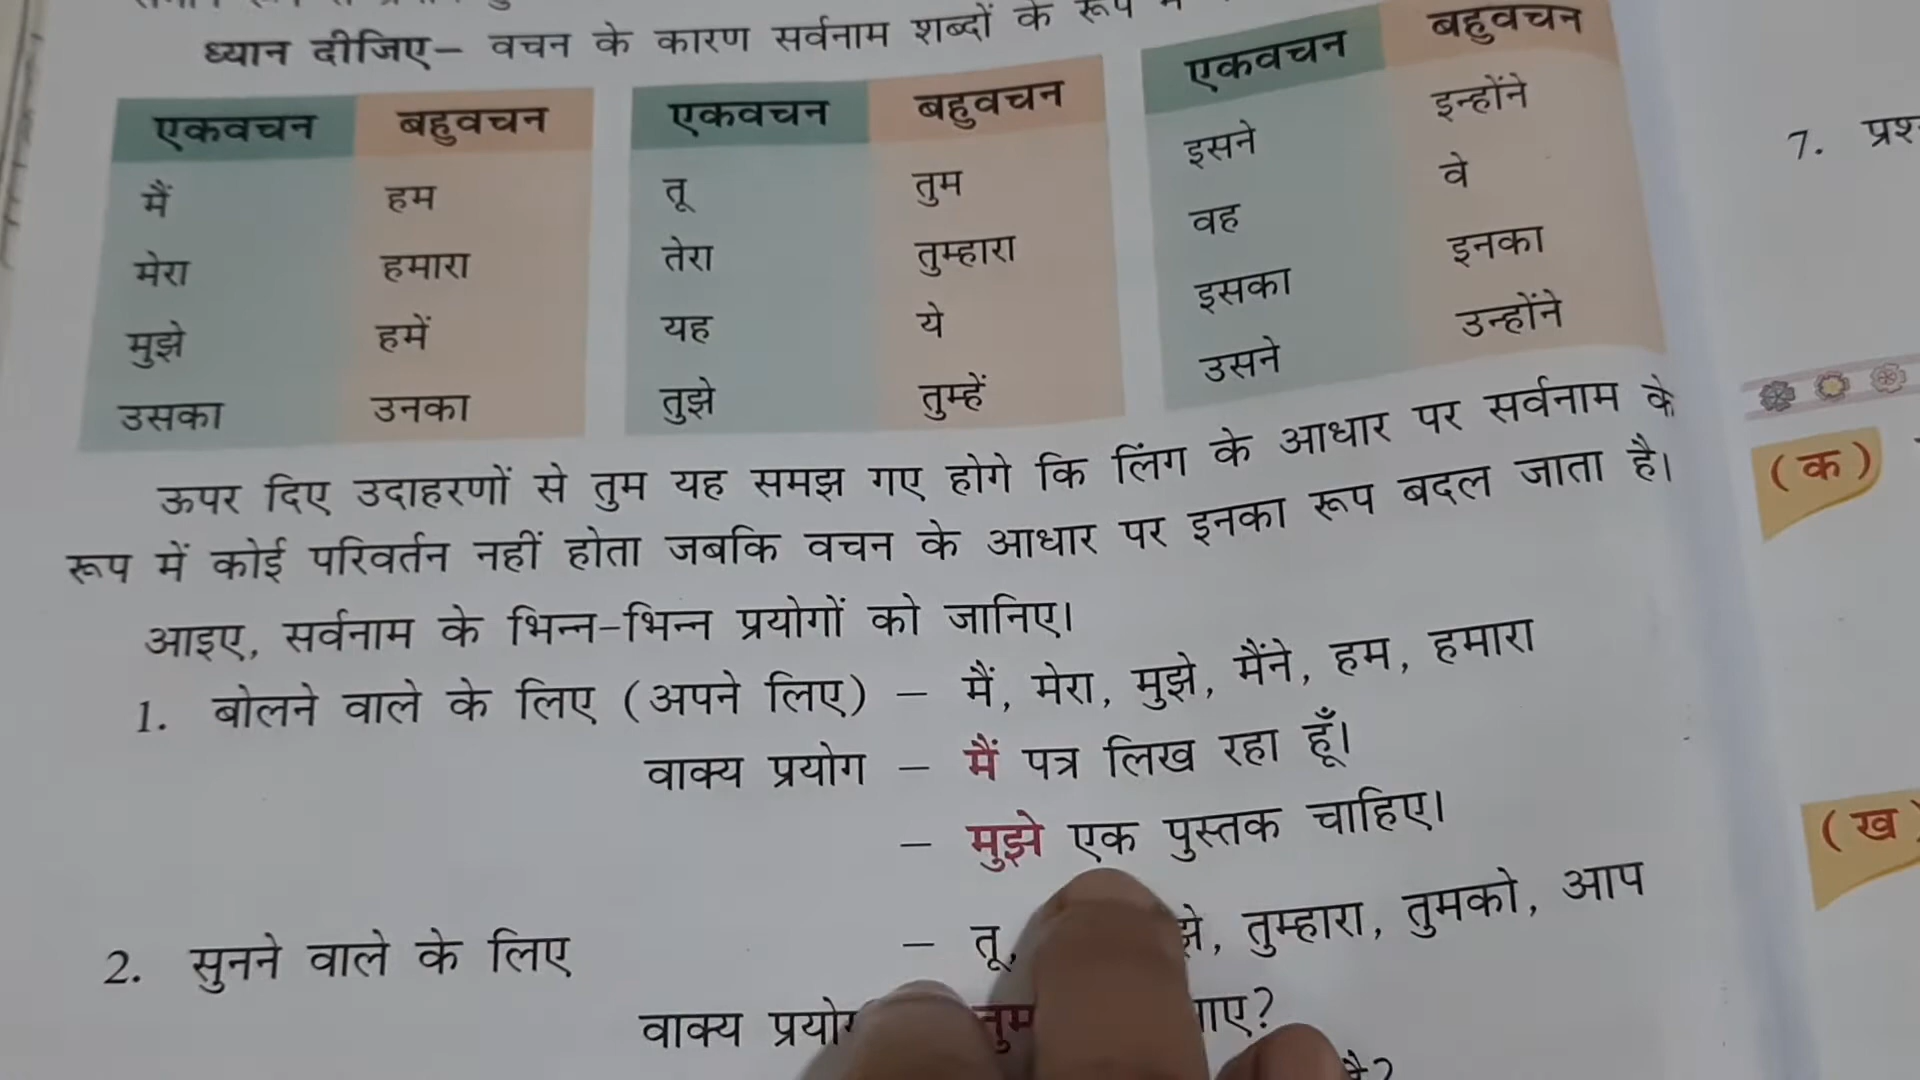 ध्यान दीजिए– वचन के कारण सर्वनाम शब्दों के रूप में
एकवचन बहुवचन
मैं हम
मेरा हमारा
मुझे हमें
उसका उनका
एकवचन बहुवचन
तू तुम
तेरा तुम्हारा
यह ये
तुझे तुम्हें
एकवचन बहुवचन
इसने इन्होंने
वह वे
इसका इनका
उसने उन्होंने
ऊपर दिए उदाहरणों से तुम यह समझ गए होगे कि लिंग के आधार पर सर्वनाम के
रूप में कोई परिवर्तन नहीं होता जबकि वचन के आधार पर इनका रूप बदल जाता है।
आइए, सर्वनाम के भिन्न-भिन्न प्रयोगों को जानिए।
1. बोलने वाले के लिए (अपने लिए) – मैं, मेरा, मुझे, मैंने, हम, हमारा
वाक्य प्रयोग – मैं पत्र लिख रहा हूँ।
– मुझे एक पुस्तक चाहिए।
2. सुनने वाले के लिए – तू, तुम्हारा, तुमको, आप
वाक्य तुम
7.
(क)
(ख)